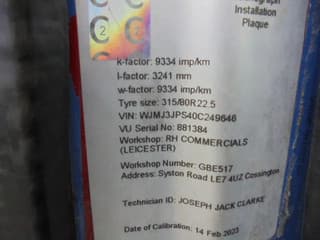 Installation
Plaque
C
C
2
k-factor: 9334 imp/km
l-factor: 3241 mm
w-factor: 9334 imp/km
Tyre size: 315/80R22.5
VIN: WJMJ3JPS40C249646
VU Serial No: 881384
Workshop: RH COMMERCIALS
(LEICESTER)
Workshop Number: GBE517
Address: Syston Road LE7 4UZ Cossington
Technician ID: JOSEPH JACK CLARKE
Date of Calibration: 14 Feb 2023